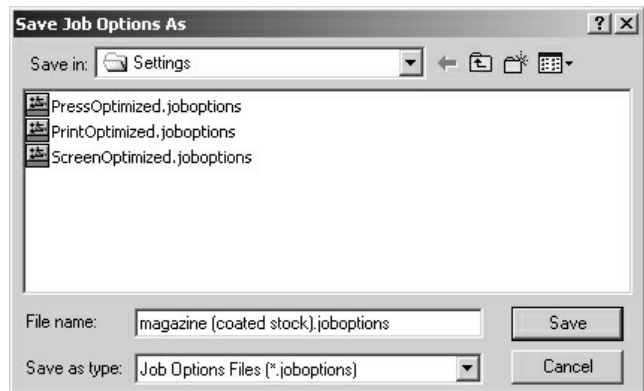 Save Job Options As
Save in: Settings
PressOptimized.joboptions
PrintOptimized.joboptions
ScreenOptimized.joboptions
File name: magazine (coated stock).joboptions Save
Save as type: Job Options Files (*.joboptions) Cancel